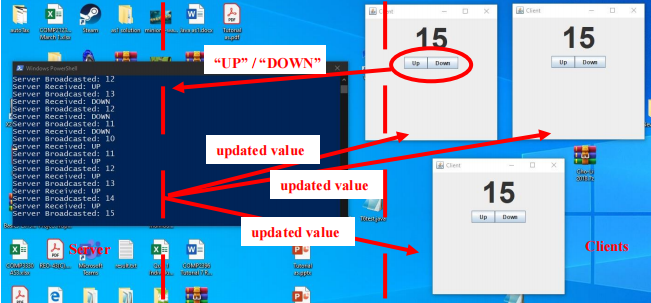 Steam
Tutorial
Client
15
Up Down
Client
15
Up Down
"UP" / "DOWN"
Windows PowerShell
Server Broadcasted: 12
Server Received: UP
Server Broadcasted: 13
Server Received: DOWN
Server Broadcasted: 12
Server Received: DOWN
Server Broadcasted: 11
Server Received: DOWN
Server Broadcasted: 10
Server Received: UP
Server Broadcasted: 11
Server Received: UP
Server Broadcasted: 12
Server Received: UP
Server Broadcasted: 13
Server Received: UP
Server Broadcasted: 14
Server Received: UP
Server Broadcasted: 15
updated value
updated value
updated value
Client
15
Up Down
Server
Clients
Tutorial